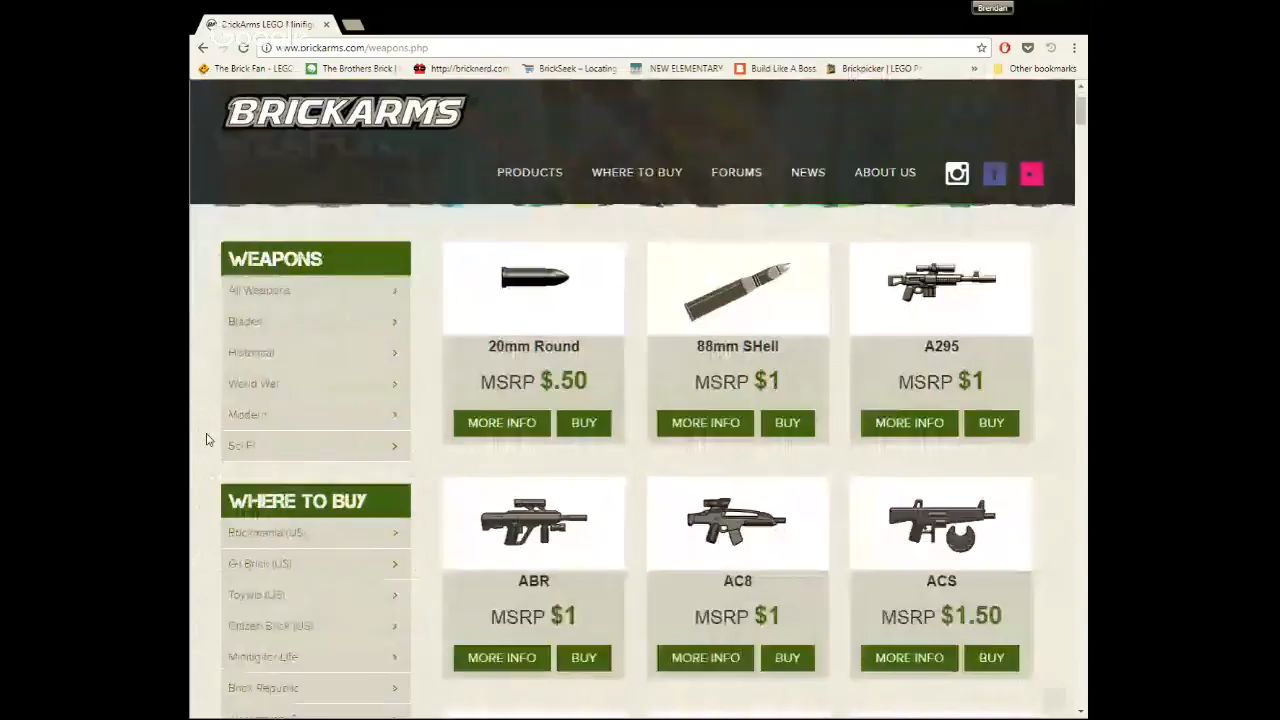 Brendan
BrickArms LEGO Minifig
www.brickarms.com/weapons.php
The Brick Fan - LEGO
The Brothers Brick |
http://bricknerd.com
BrickSeek – Locating
NEW ELEMENTARY
Build Like A Boss
Brickpicker | LEGO P
»
Other bookmarks
BRICKARMS
PRODUCTS
WHERE TO BUY
FORUMS
NEWS
ABOUT US
WEAPONS
All Weapons
Blades
Historical
World War
Modern
Sci Fi
WHERE TO BUY
Brickmania (US)
GI Brick (US)
Toywiz (US)
Citizen Brick (US)
Minifig for Life
Brick Republic
20mm Round
MSRP $.50
MORE INFO BUY
88mm SHell
MSRP $1
MORE INFO BUY
A295
MSRP $1
MORE INFO BUY
ABR
MSRP $1
MORE INFO BUY
AC8
MSRP $1
MORE INFO BUY
ACS
MSRP $1.50
MORE INFO BUY